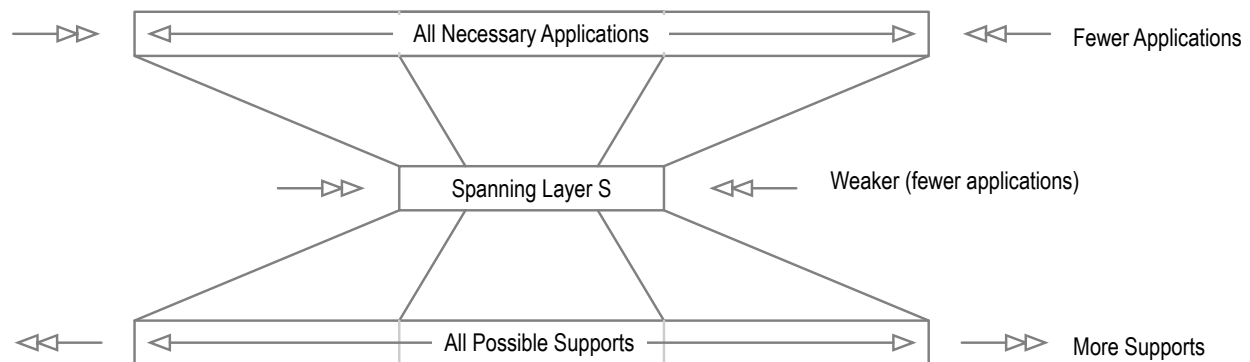 All Necessary Applications
Fewer Applications
Spanning Layer S
Weaker (fewer applications)
All Possible Supports
More Supports